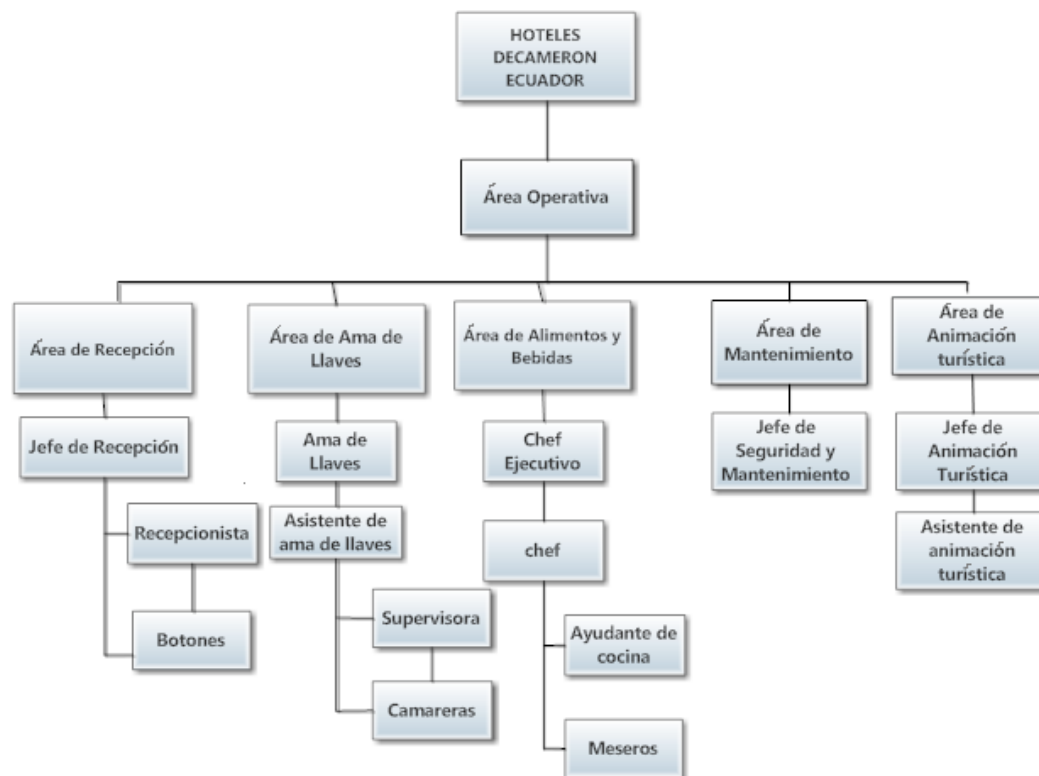 HOTELES
DECAMERON
ECUADOR
Área Operativa
Área de Recepción
Área de Ama de
Llaves
Área de Alimentos y
Bebidas
Área de
Mantenimiento
Área de
Animación
turística
Jefe de Recepción
Ama de
Llaves
Chef
Ejecutivo
Jefe de
Seguridad y
Mantenimiento
Jefe de
Animación
Turística
Recepcionista
Asistente de
ama de llaves
chef
Asistente de
animación
turística
Botones
Supervisora
Camareras
Ayudante de
cocina
Meseros